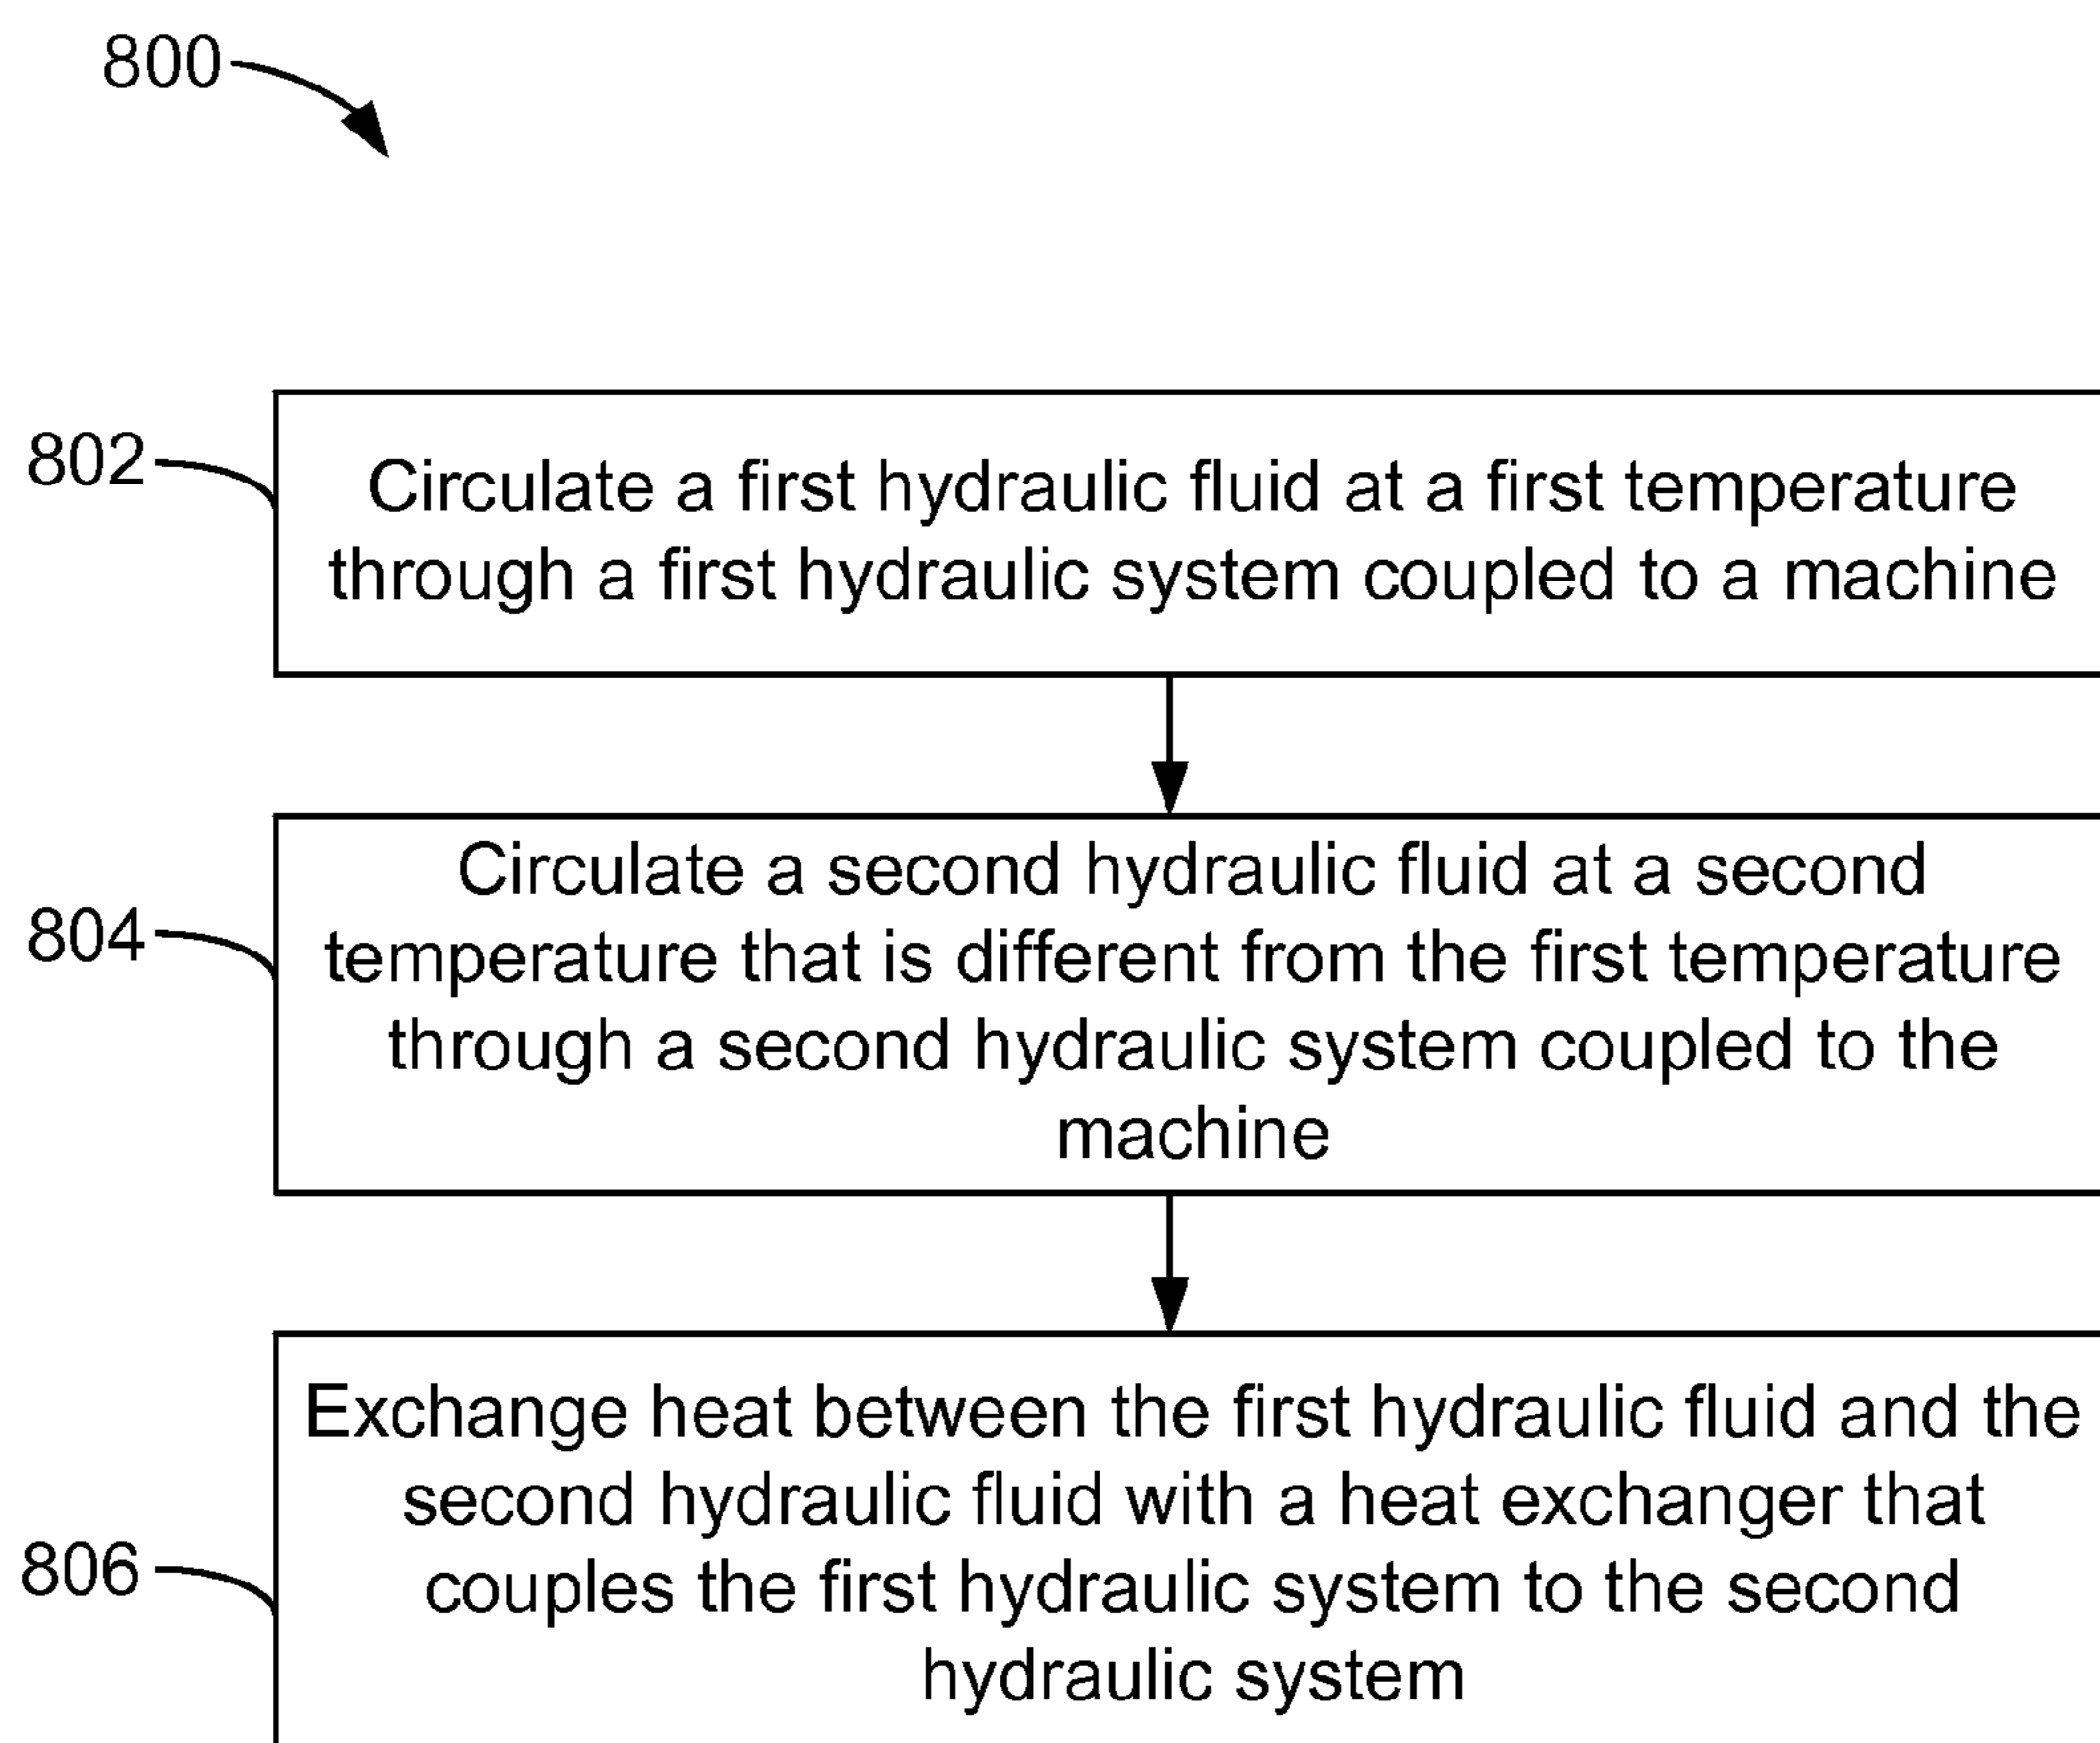 800
802
Circulate a first hydraulic fluid at a first temperature
through a first hydraulic system coupled to a machine
804
Circulate a second hydraulic fluid at a second
temperature that is different from the first temperature
through a second hydraulic system coupled to the
machine
806
Exchange heat between the first hydraulic fluid and the
second hydraulic fluid with a heat exchanger that
couples the first hydraulic system to the second
hydraulic system